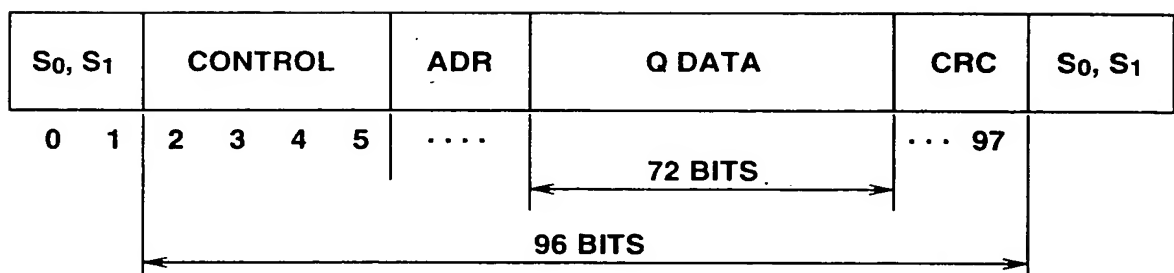 S0, S1 CONTROL ADR Q DATA CRC S0, S1
0 1 2 3 4 5 .... ... 97
72 BITS
96 BITS